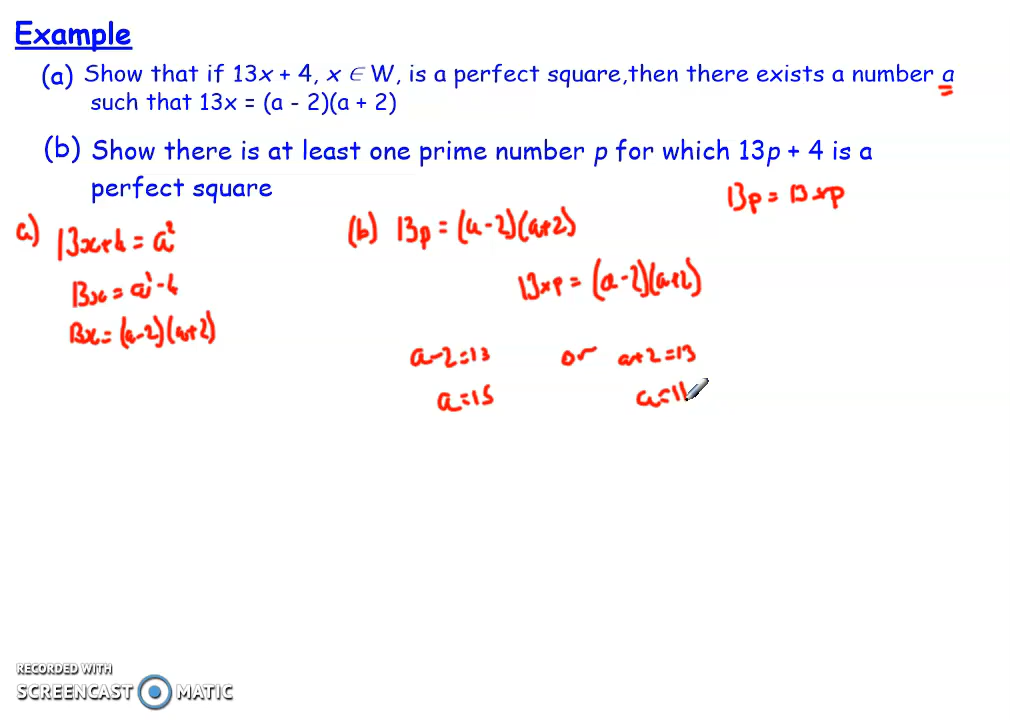 Example
(a) Show that if 13x + 4, x ∈ W, is a perfect square,then there exists a number a
such that 13x = (a - 2)(a + 2)
(b) Show there is at least one prime number p for which 13p + 4 is a
perfect square
13p = 13 × p
a) 13x+4 = a²
13x = a² - 4
13x = (a-2)(a+2)
(b) 13p = (a-2)(a+2)
13×p = (a-2)(a+2)
a-2=13 or a+2=13
a=15 a=11
RECORDED WITH
SCREENCAST MATIC